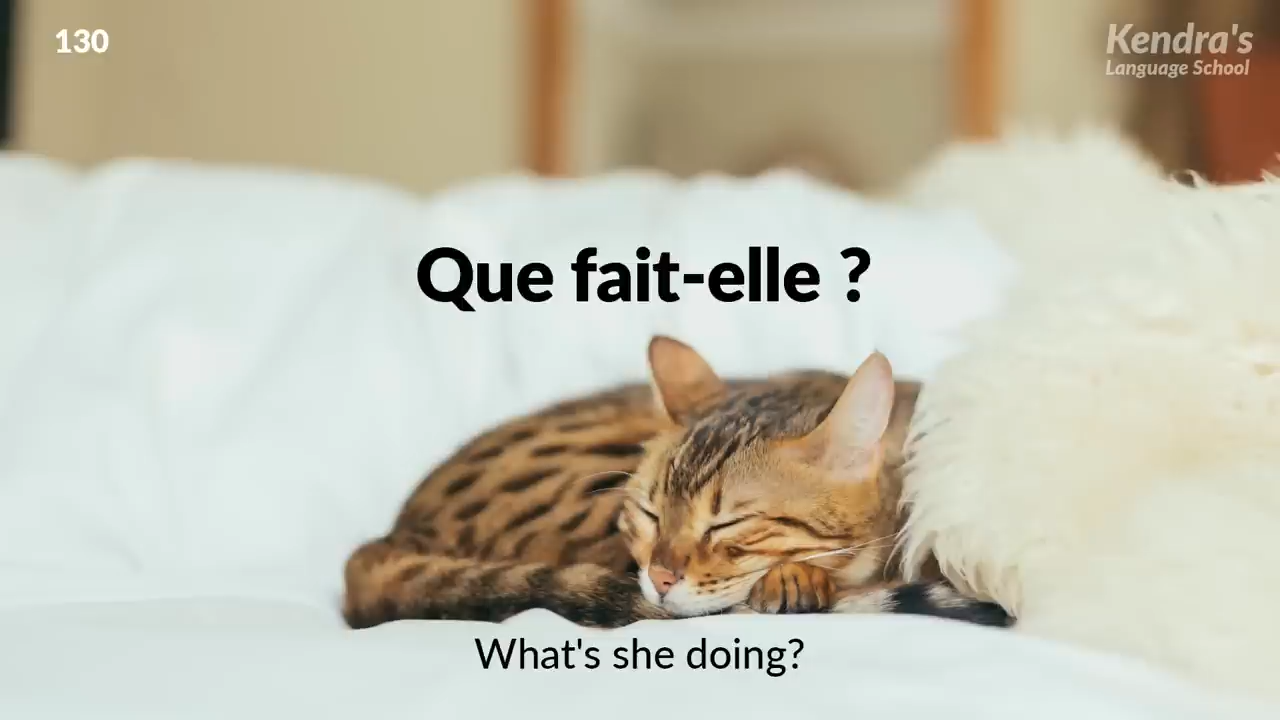 130
Kendra's
Language School
Que fait-elle ?
What's she doing?